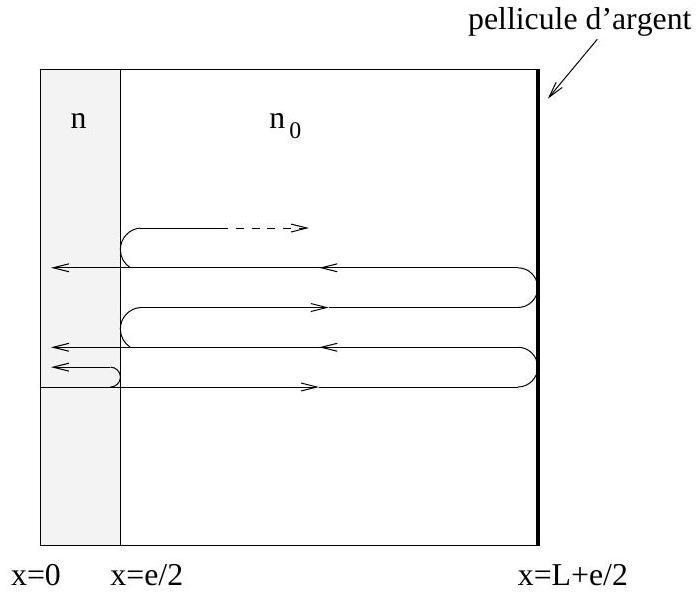 pellicule d’argent
n
n0
x=0
x=e/2
x=L+e/2